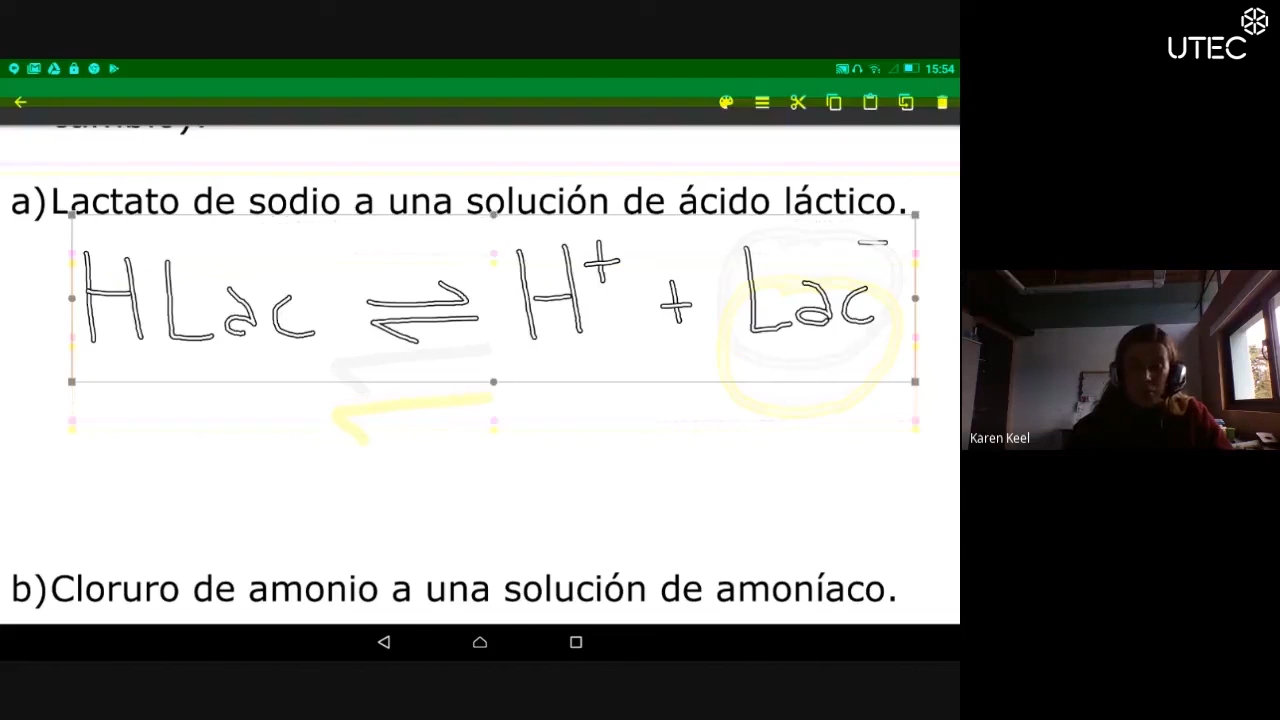 UTEC
15:54
a) Lactato de sodio a una solución de ácido láctico.
HLac ⇌ H⁺ + Lac⁻
b) Cloruro de amonio a una solución de amoníaco.
Karen Keel